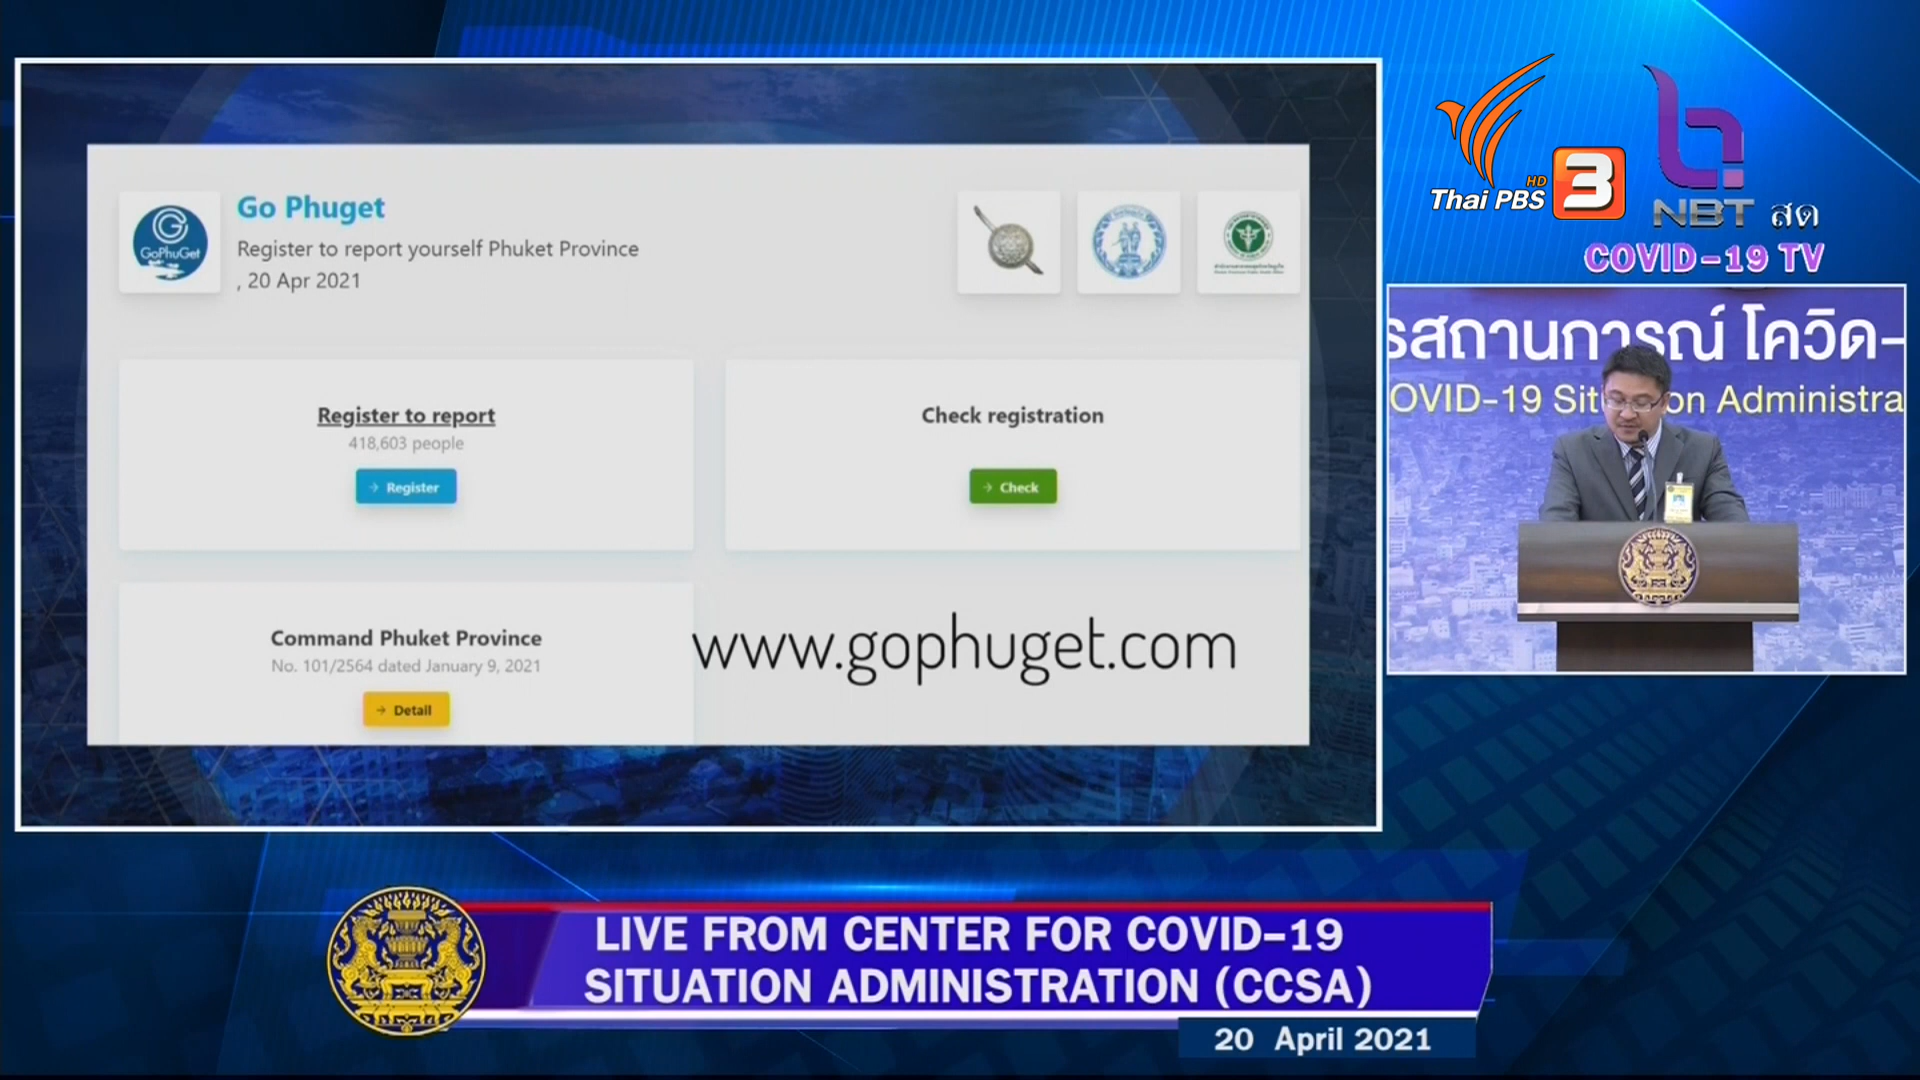 Go Phuget
Register to report yourself Phuket Province
, 20 Apr 2021
GoPhuGet
Register to report
418,603 people
→ Register
Check registration
→ Check
Command Phuket Province
No. 101/2564 dated January 9, 2021
→ Detail
www.gophuget.com
Thai PBS HD 3
NBT สด
COVID-19 TV
รสถานการณ์ โควิด-
OVID-19 Sit on Administra
LIVE FROM CENTER FOR COVID-19
SITUATION ADMINISTRATION (CCSA)
20 April 2021